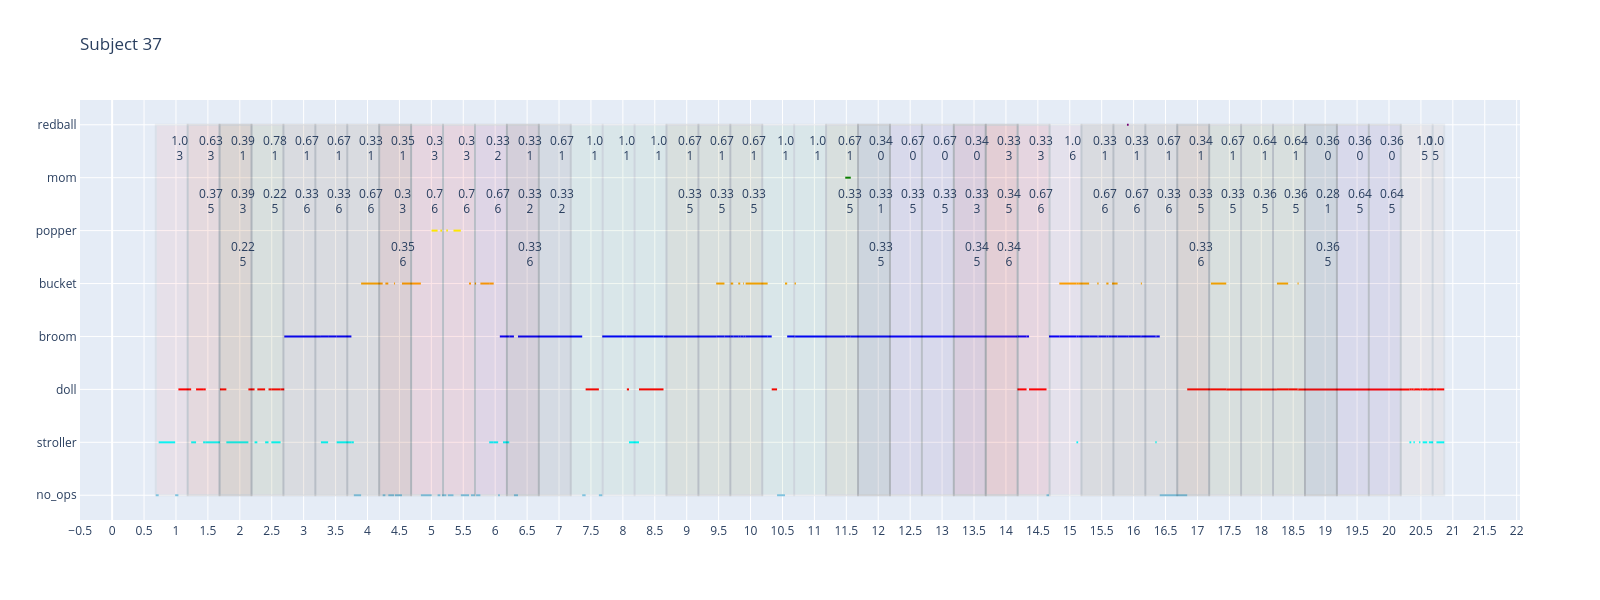 Subject 37
redball
1.0 0.63 0.39 0.78 0.67 0.67 0.33 0.35 0.3 0.3 0.33 0.33 0.67 1.0 1.0 1.0 0.67 0.67 0.67 1.0 1.0 0.67 0.34 0.67 0.67 0.34 0.33 0.33 1.0 0.33 0.33 0.67 0.34 0.67 0.64 0.64 0.36 0.36 0.36 1.0 1.0
3 3 1 1 1 1 1 1 3 3 2 1 1 1 1 1 1 1 1 1 1 1 0 0 0 0 3 3 6 1 1 1 1 1 1 1 0 0 0 5 5
mom
0.37 0.39 0.22 0.33 0.33 0.67 0.3 0.7 0.7 0.67 0.33 0.33 0.33 0.33 0.33 0.33 0.33 0.33 0.33 0.33 0.34 0.67 0.67 0.67 0.33 0.33 0.33 0.36 0.36 0.28 0.64 0.64
5 3 5 6 6 6 3 6 6 6 2 2 5 5 5 5 1 5 5 3 5 6 6 6 6 5 5 5 5 1 5 5
popper
0.22 0.35 0.33 0.33 0.34 0.34 0.33 0.36
5 6 6 5 5 6 6 5
bucket
broom
doll
stroller
no_ops
−0.5 0 0.5 1 1.5 2 2.5 3 3.5 4 4.5 5 5.5 6 6.5 7 7.5 8 8.5 9 9.5 10 10.5 11 11.5 12 12.5 13 13.5 14 14.5 15 15.5 16 16.5 17 17.5 18 18.5 19 19.5 20 20.5 21 21.5 22